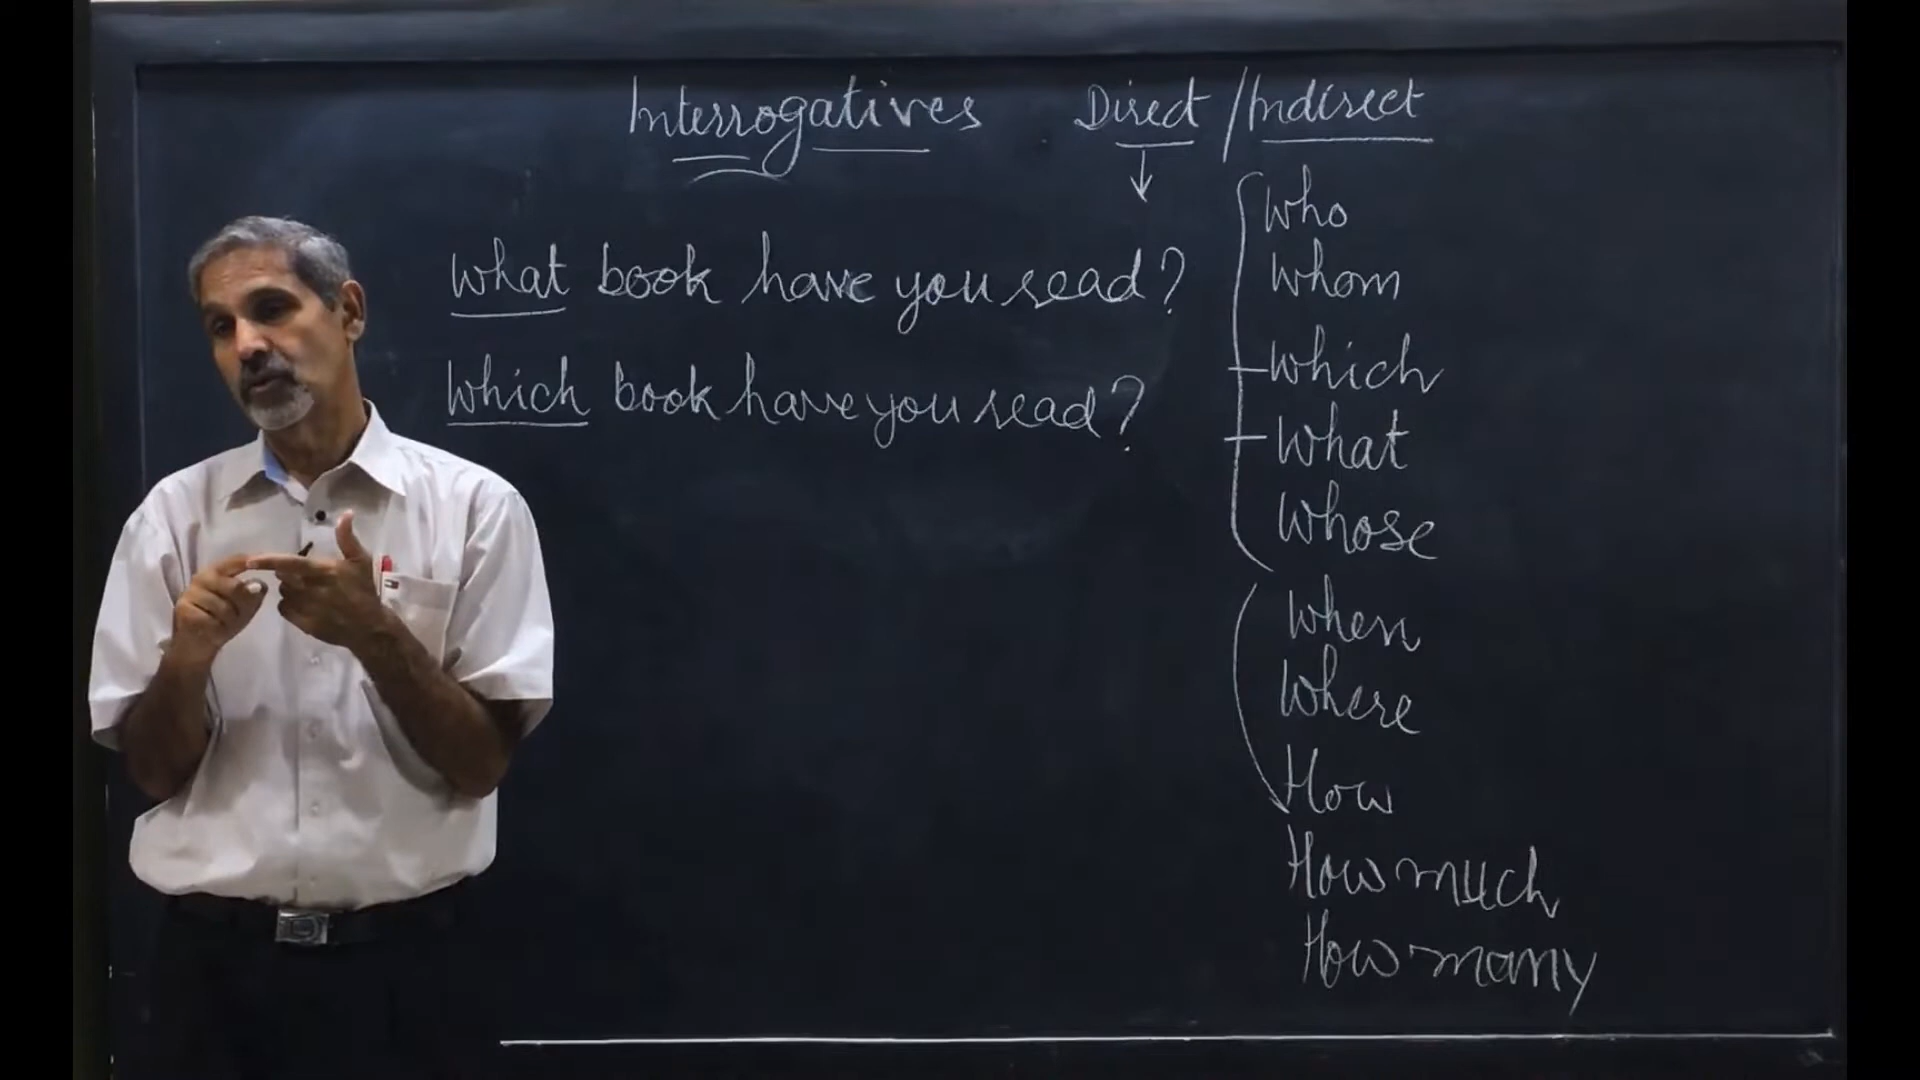 Interrogatives Direct / Indirect
What book have you read?
Which book have you read?
Who
Whom
Which
What
Whose
When
Where
How
How much
How many